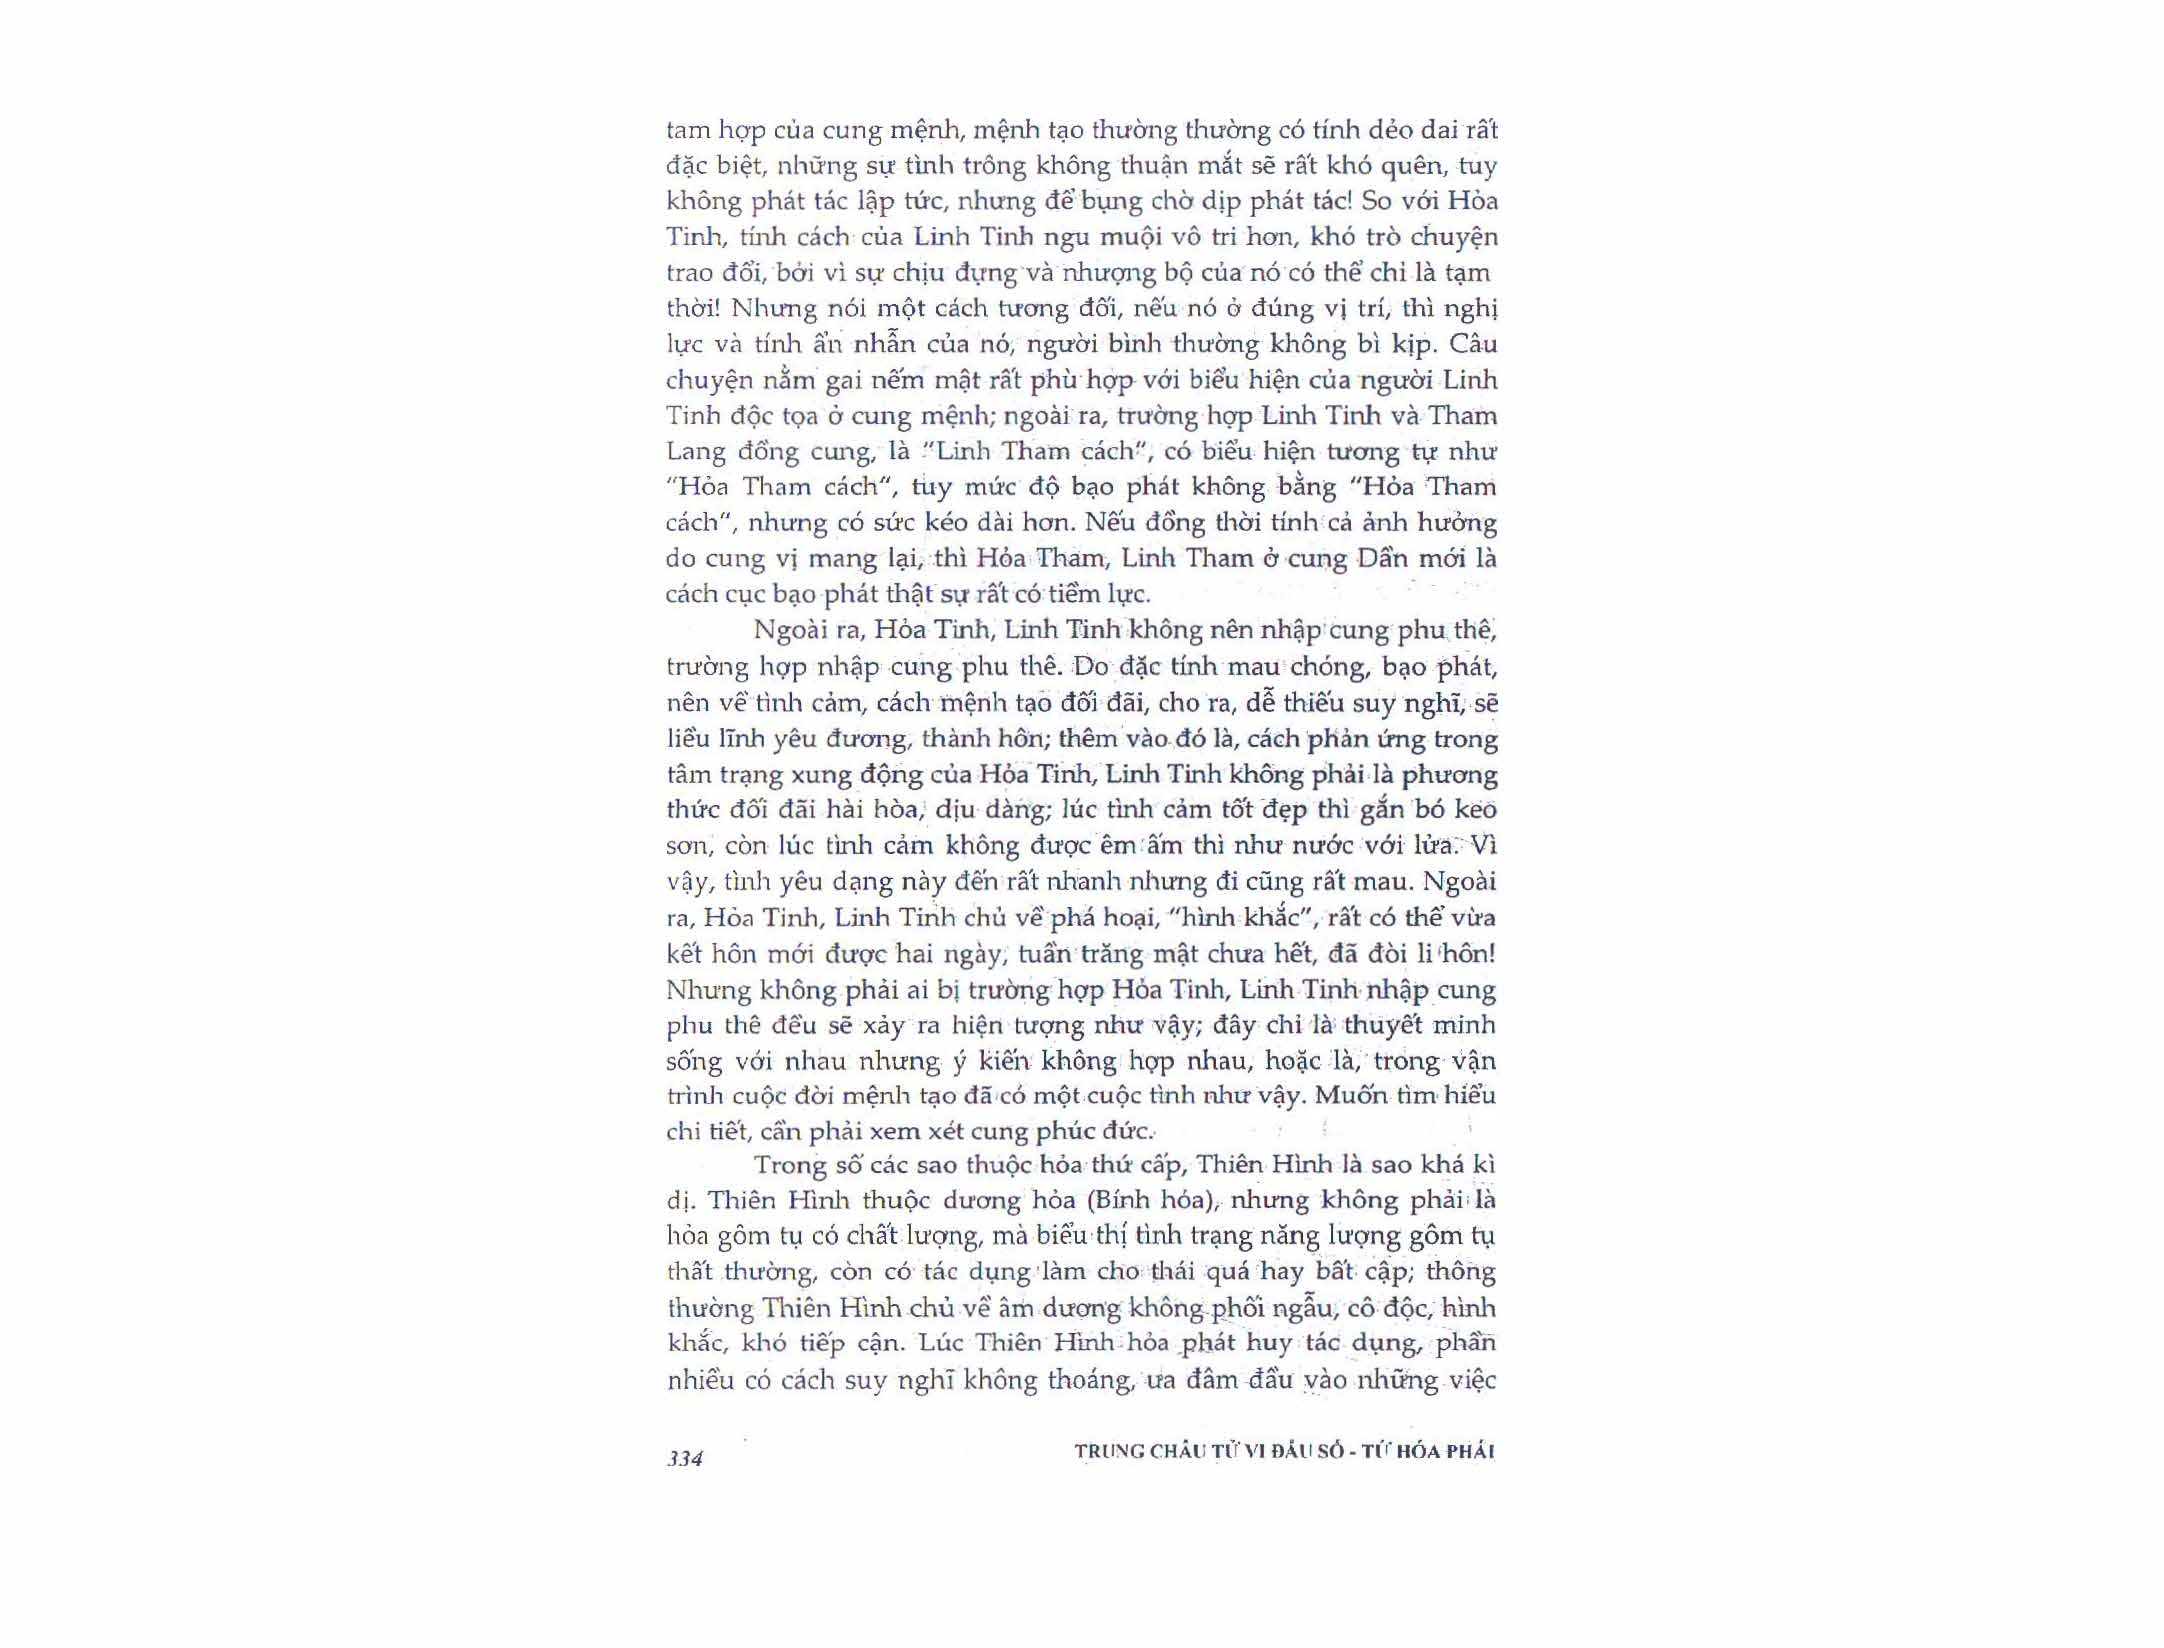 tam hợp của cung mệnh, mệnh tạo thường thường có tính dẻo dai rất
đặc biệt, những sự tình trông không thuận mắt sẽ rất khó quên, tuy
không phát tác lập tức, nhưng để bụng chờ dịp phát tác! So với Hỏa
Tinh, tính cách của Linh Tinh ngu muội vô tri hơn, khó trò chuyện
trao đổi, bởi vì sự chịu đựng và nhượng bộ của nó có thể chỉ là tạm
thời! Nhưng nói một cách tương đối, nếu nó ở đúng vị trí, thì nghị
lực và tính ẩn nhẫn của nó, người bình thường không bì kịp. Câu
chuyện nằm gai nếm mật rất phù hợp với biểu hiện của người Linh
Tinh độc tọa ở cung mệnh; ngoài ra, trường hợp Linh Tinh và Tham
Lang đồng cung, là "Linh Tham cách", có biểu hiện tương tự như
"Hỏa Tham cách", tuy mức độ bạo phát không bằng "Hỏa Tham
cách", nhưng có sức kéo dài hơn. Nếu đồng thời tính cả ảnh hưởng
do cung vị mang lại, thì Hỏa Tham, Linh Tham ở cung Dần mới là
cách cục bạo phát thật sự rất có tiềm lực.
Ngoài ra, Hỏa Tinh, Linh Tinh không nên nhập cung phu thê,
trường hợp nhập cung phu thê. Do đặc tính mau chóng, bạo phát,
nên về tình cảm, cách mệnh tạo đối đãi, cho ra, dễ thiếu suy nghĩ, sẽ
liều lĩnh yêu đương, thành hôn; thêm vào đó là, cách phản ứng trong
tâm trạng xung động của Hỏa Tinh, Linh Tinh không phải là phương
thức đối đãi hài hòa, dịu dàng; lúc tình cảm tốt đẹp thì gắn bó keo
sơn, còn lúc tình cảm không được êm ấm thì như nước với lửa. Vì
vậy, tình yêu dạng này đến rất nhanh nhưng đi cũng rất mau. Ngoài
ra, Hỏa Tinh, Linh Tinh chủ về phá hoại, "hình khắc", rất có thể vừa
kết hôn mới được hai ngày, tuần trăng mật chưa hết, đã đòi li hôn!
Nhưng không phải ai bị trường hợp Hỏa Tinh, Linh Tinh nhập cung
phu thê đều sẽ xảy ra hiện tượng như vậy; đây chỉ là thuyết minh
sống với nhau nhưng ý kiến không hợp nhau, hoặc là, trong vận
trình cuộc đời mệnh tạo đã có một cuộc tình như vậy. Muốn tìm hiểu
chi tiết, cần phải xem xét cung phúc đức.
Trong số các sao thuộc hỏa thứ cấp, Thiên Hình là sao khá kì
dị. Thiên Hình thuộc dương hỏa (Bính hỏa), nhưng không phải là
hỏa gôm tụ có chất lượng, mà biểu thị tình trạng năng lượng gôm tụ
thất thường, còn có tác dụng làm cho thái quá hay bất cập; thông
thường Thiên Hình chủ về âm dương không phối ngẫu, cô độc, hình
khắc, khó tiếp cận. Lúc Thiên Hình hỏa phát huy tác dụng, phần
nhiều có cách suy nghĩ không thoáng, ưa đâm đầu vào những việc
334 TRUNG CHÂU TỬ VI ĐẨU SỐ - TỨ HÓA PHÁI